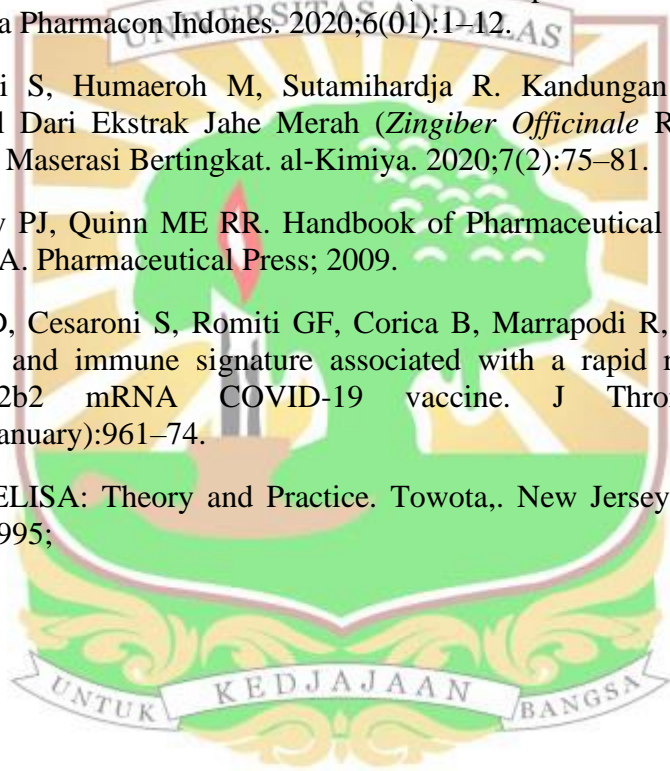 a Pharmacon Indones. 2020;6(01):1–12.
UNIVERSITAS ANDALAS
i S, Humaeroh M, Sutamihardja R. Kandungan
l Dari Ekstrak Jahe Merah (Zingiber Officinale R
Maserasi Bertingkat. al-Kimiya. 2020;7(2):75–81.
y PJ, Quinn ME RR. Handbook of Pharmaceutical
A. Pharmaceutical Press; 2009.
D, Cesaroni S, Romiti GF, Corica B, Marrapodi R,
and immune signature associated with a rapid
2b2 mRNA COVID-19 vaccine. J Thro
anuary):961–74.
ELISA: Theory and Practice. Towota,. New Jersey
995;
UNTUK KEDJAJAAN BANGSA